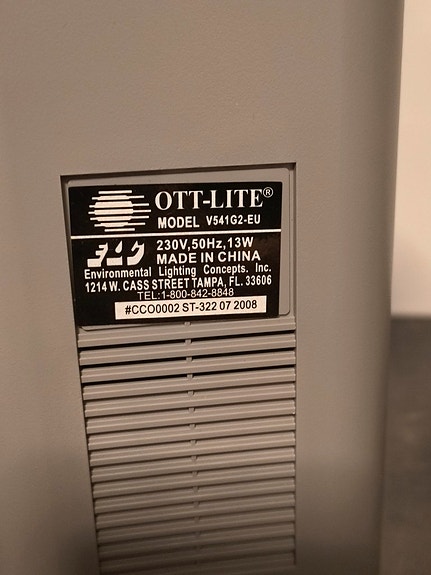 OTT-LITE®
MODEL V541G2-EU
230V,50Hz,13W
MADE IN CHINA
Environmental Lighting Concepts. Inc.
1214 W. CASS STREET TAMPA, FL. 33606
TEL:1-800-842-8848
#CCO0002 ST-322 07 2008